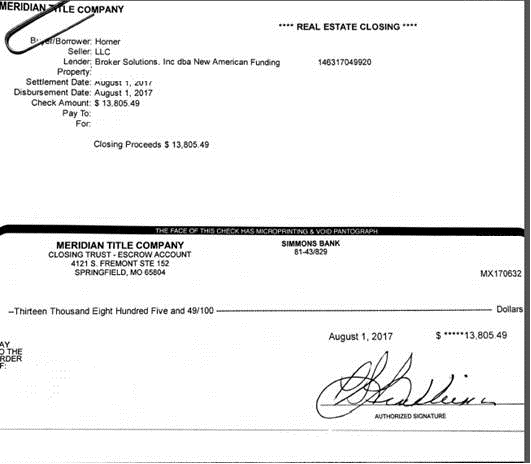 MERIDIAN TITLE COMPANY
**** REAL ESTATE CLOSING ****
Buyer/Borrower: Horner
Seller: LLC
Lender: Broker Solutions. Inc dba New American Funding 146317049920
Property:
Settlement Date: August 1, 2017
Disbursement Date: August 1, 2017
Check Amount: $ 13,805.49
Pay To:
For:
Closing Proceeds $ 13,805.49
THE FACE OF THIS CHECK HAS MICROPRINTING & VOID PANTOGRAPH
MERIDIAN TITLE COMPANY
CLOSING TRUST - ESCROW ACCOUNT
4121 S. FREMONT STE 152
SPRINGFIELD, MO 65804
SIMMONS BANK
81-43/829
MX170632
--Thirteen Thousand Eight Hundred Five and 49/100 Dollars
August 1, 2017 $ *****13,805.49
AY
O THE
RDER
F:
AUTHORIZED SIGNATURE